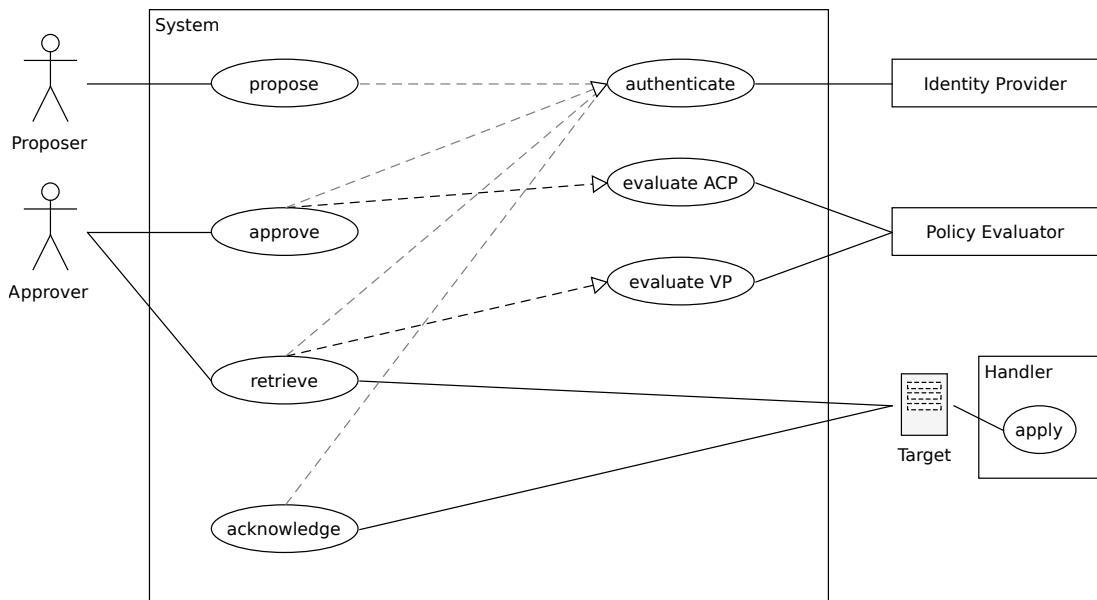 System
Proposer
propose
authenticate
Identity Provider
Approver
approve
evaluate ACP
Policy Evaluator
evaluate VP
retrieve
Handler
apply
Target
acknowledge